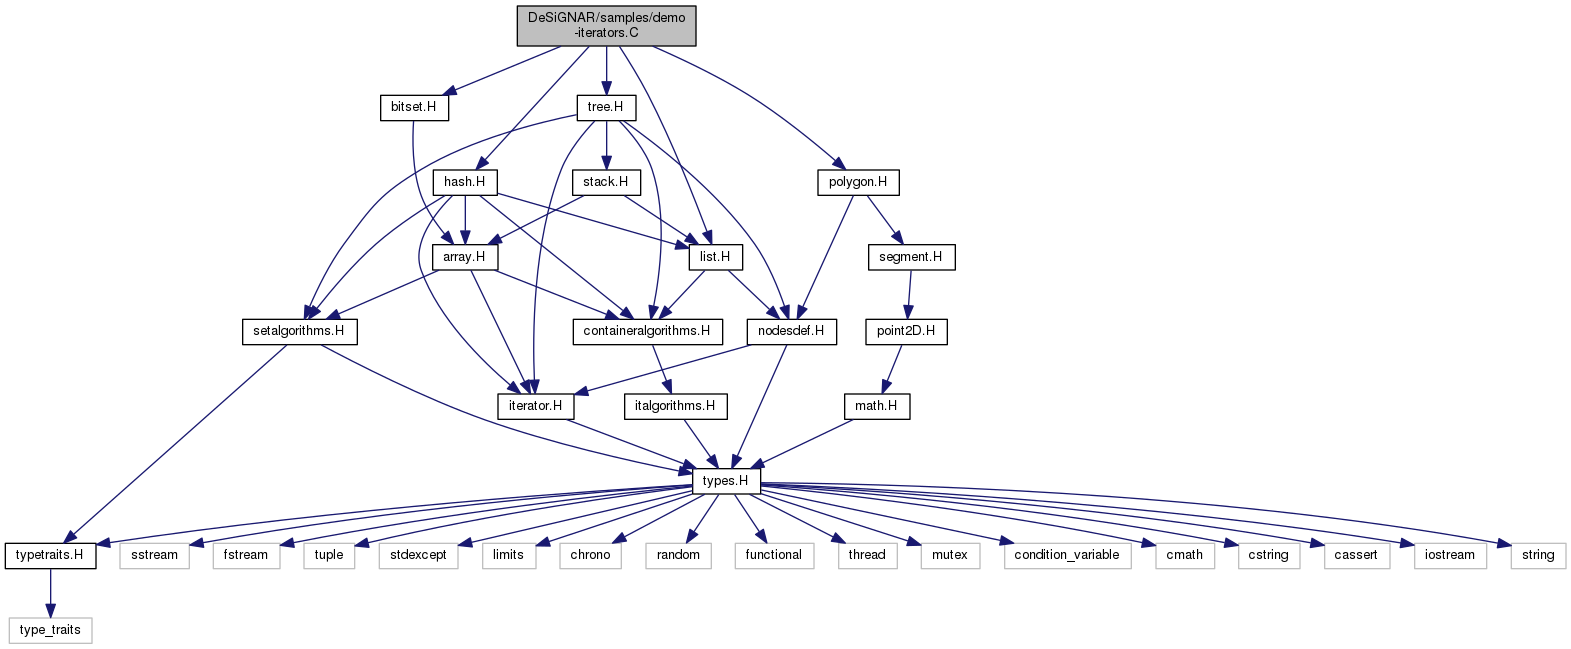 DeSiGNAR/samples/demo
-iterators.C
bitset.H
tree.H
hash.H
stack.H
polygon.H
array.H
list.H
segment.H
setalgorithms.H
containeralgorithms.H
nodesdef.H
point2D.H
iterator.H
italgorithms.H
math.H
types.H
typetraits.H
sstream
fstream
tuple
stdexcept
limits
chrono
random
functional
thread
mutex
condition_variable
cmath
cstring
cassert
iostream
string
type_traits